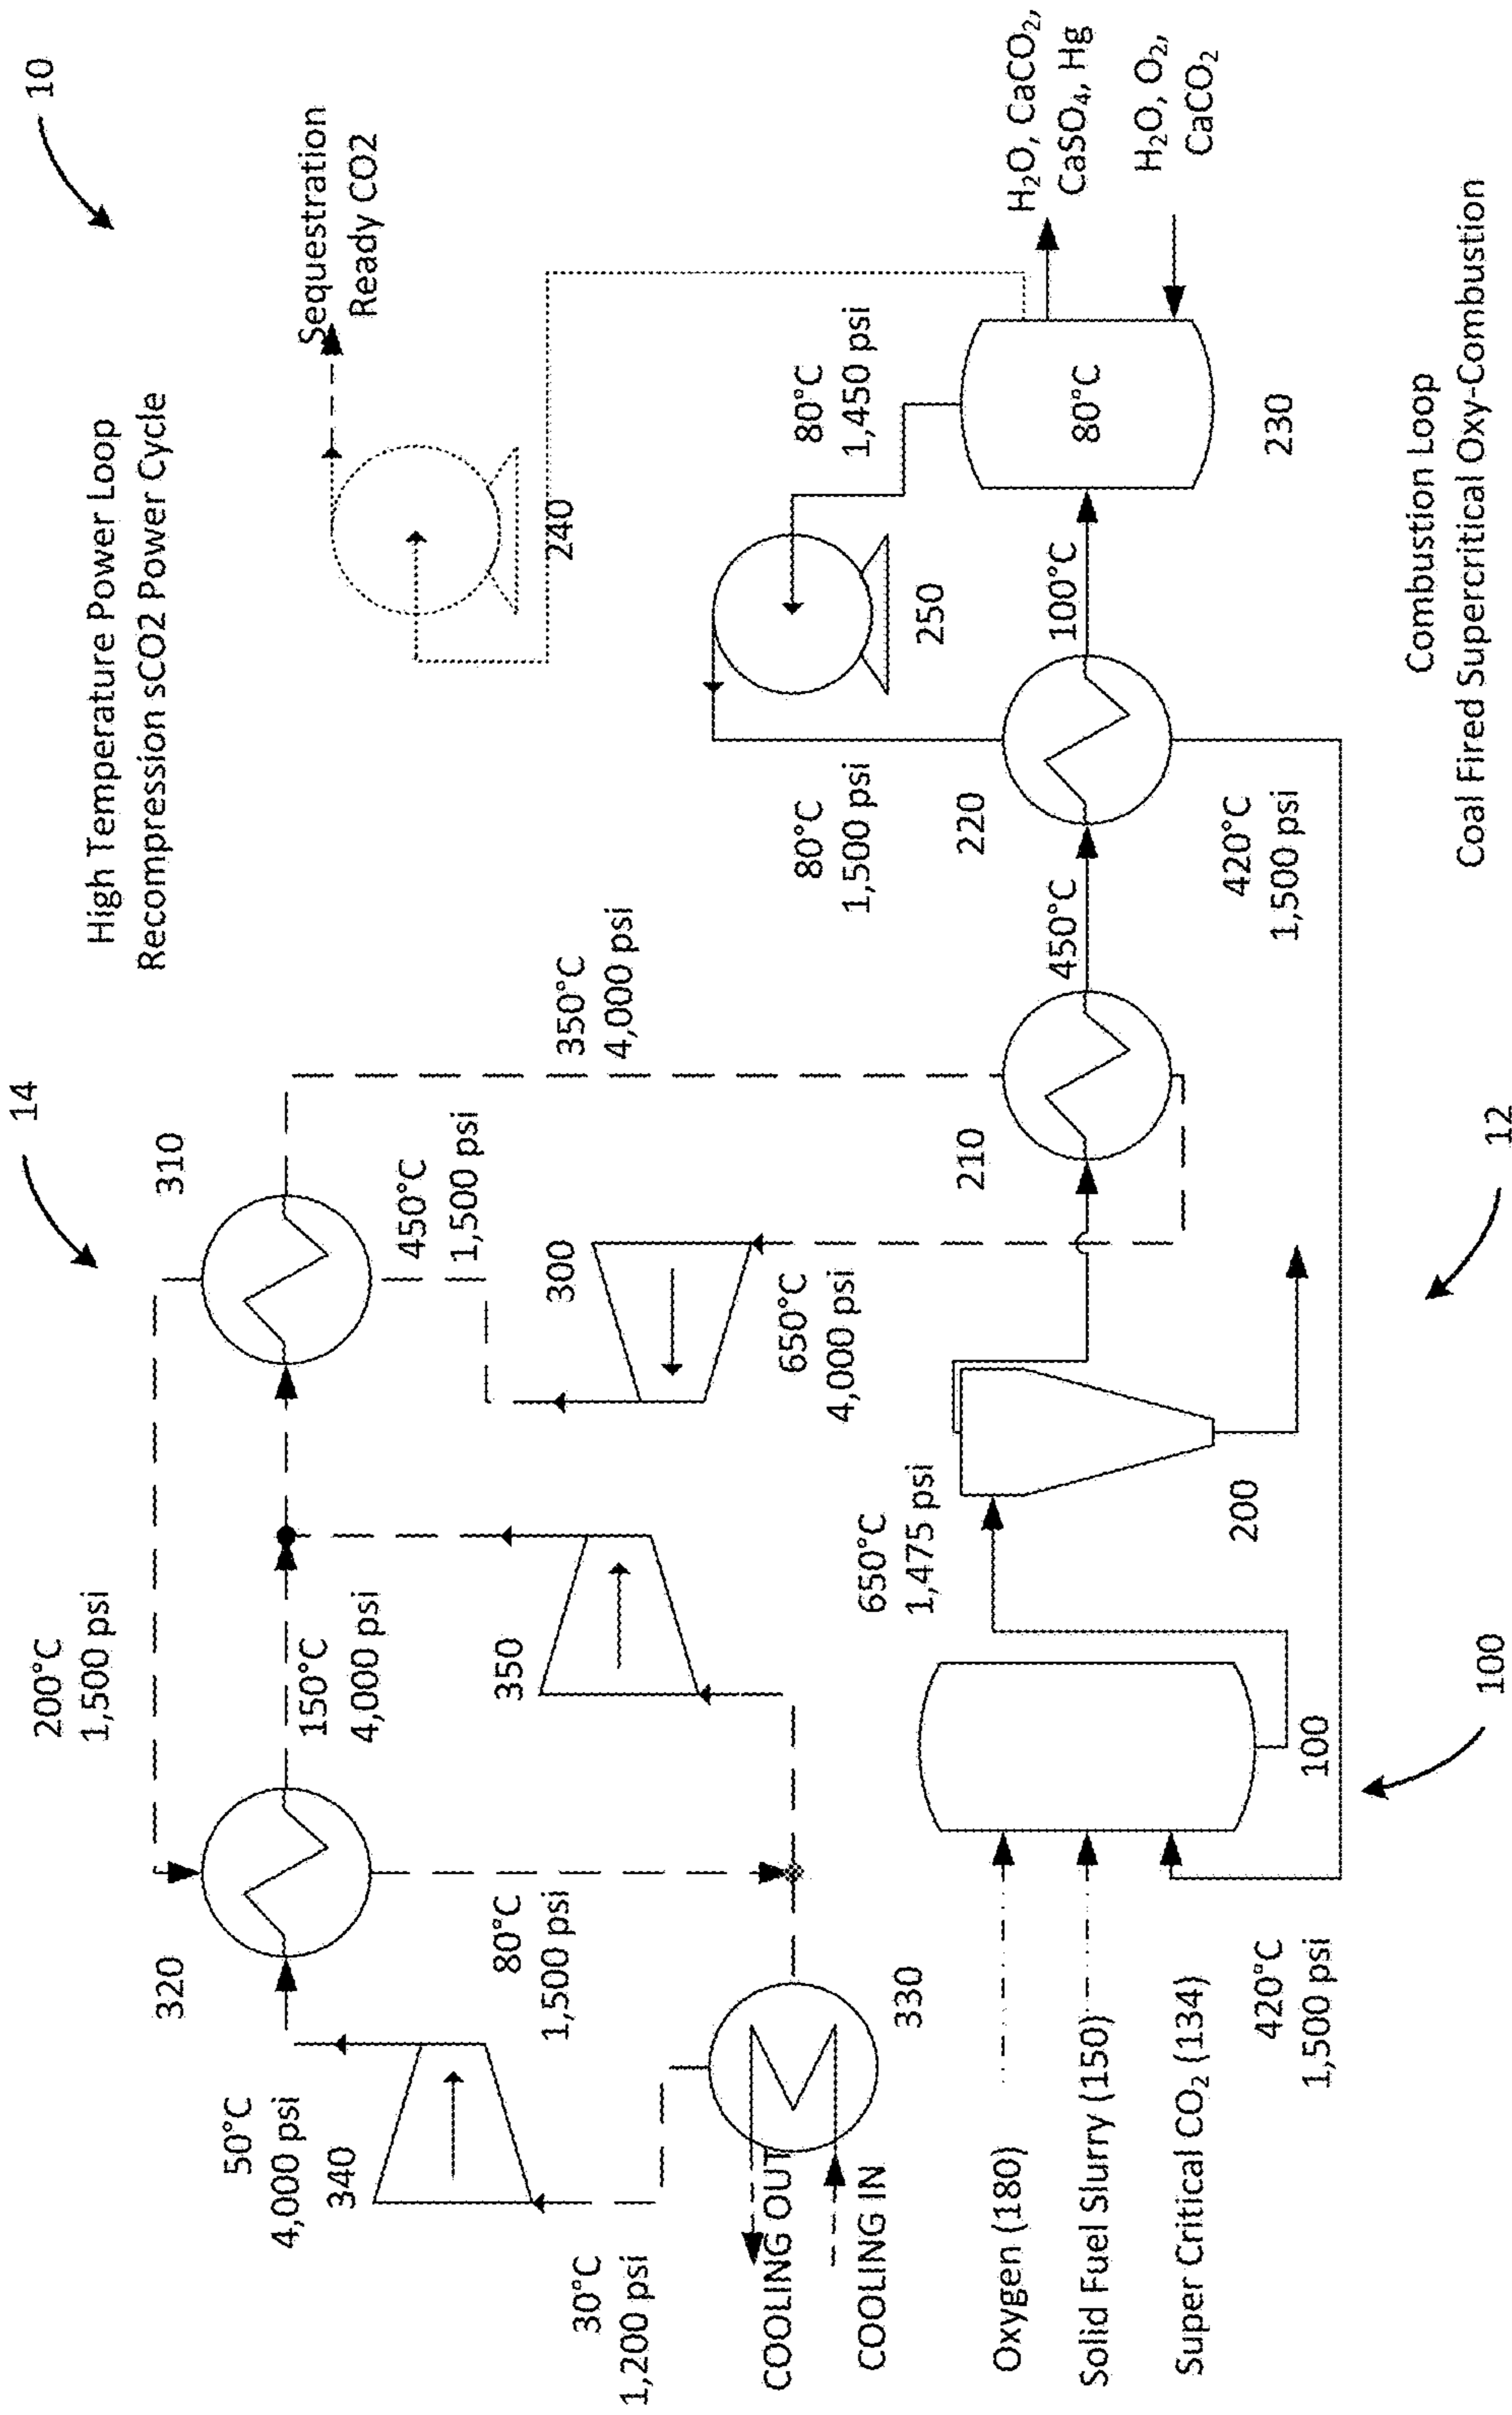 10
High Temperature Power Loop
Recompression sCO2 Power Cycle
14
Sequestration
Ready CO2
200°C
1,500 psi
320
310
240
50°C
4,000 psi
340
150°C
4,000 psi
450°C
1,500 psi
350°C
4,000 psi
80°C
1,500 psi
350
300
30°C
1,200 psi
330
650°C
4,000 psi
80°C
1,500 psi
250
80°C
1,450 psi
COOLING OUT
COOLING IN
650°C
1,475 psi
210
220
Oxygen (180)
Solid Fuel Slurry (150)
Super Critical CO₂ (134)
450°C
100°C
80°C
H₂O, CaCO₂,
CaSO₄, Hg
H₂O, O₂,
CaCO₂
420°C
1,500 psi
100
200
420°C
1,500 psi
230
100
12
Combustion Loop
Coal Fired Supercritical Oxy-Combustion